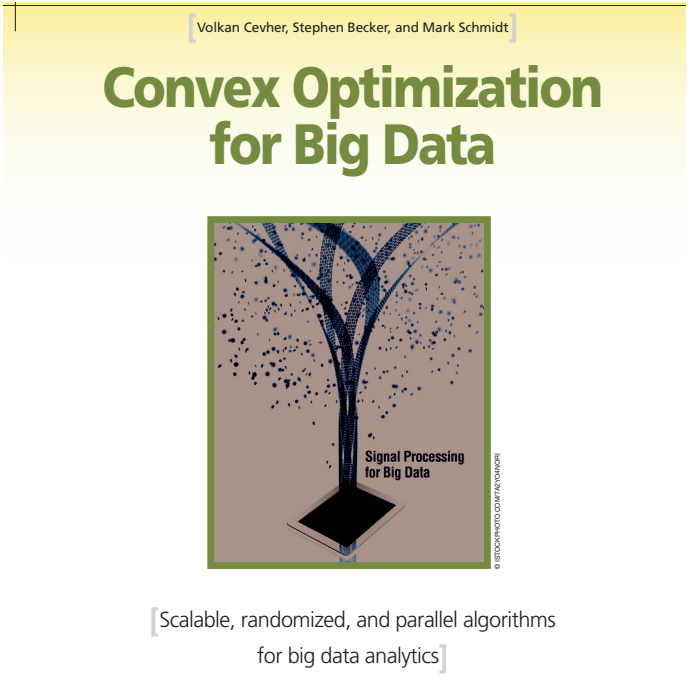 [Volkan Cevher, Stephen Becker, and Mark Schmidt]
Convex Optimization
for Big Data
Signal Processing
for Big Data
© ISTOCKPHOTO.COM/TA2YO4NORI
[Scalable, randomized, and parallel algorithms
for big data analytics]